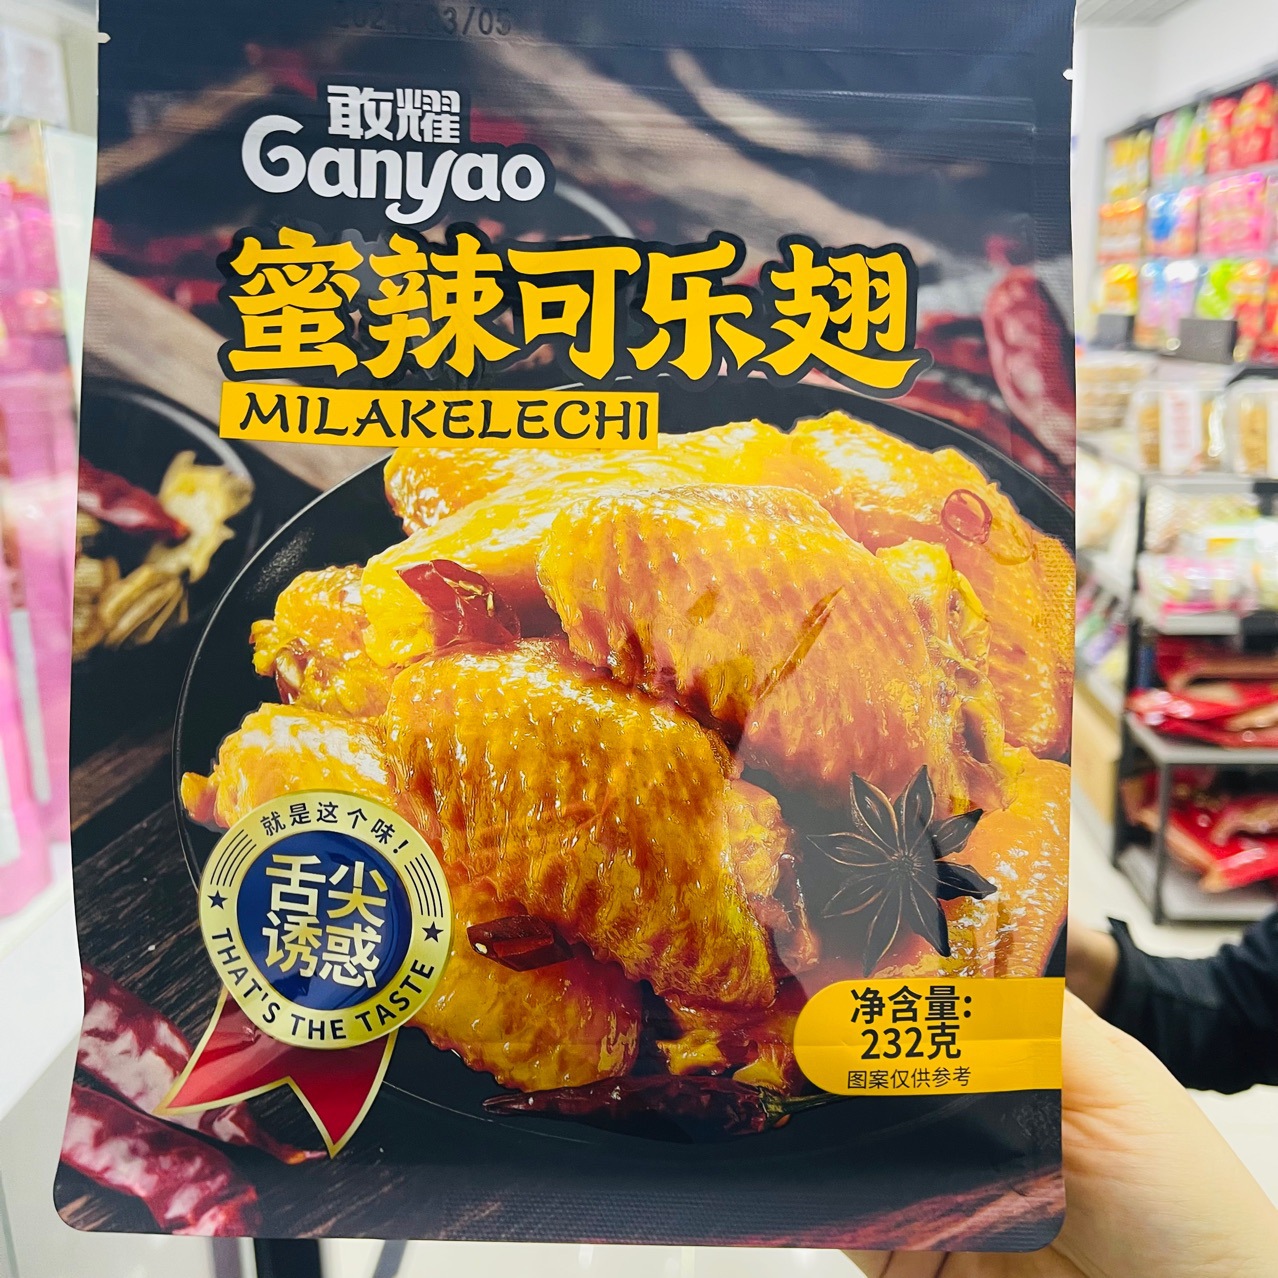 敢耀
Ganyao
蜜辣可乐翅
MILAKELECHI
就是这个味!
舌尖
诱惑
THAT'S THE TASTE
净含量:
232克
图案仅供参考